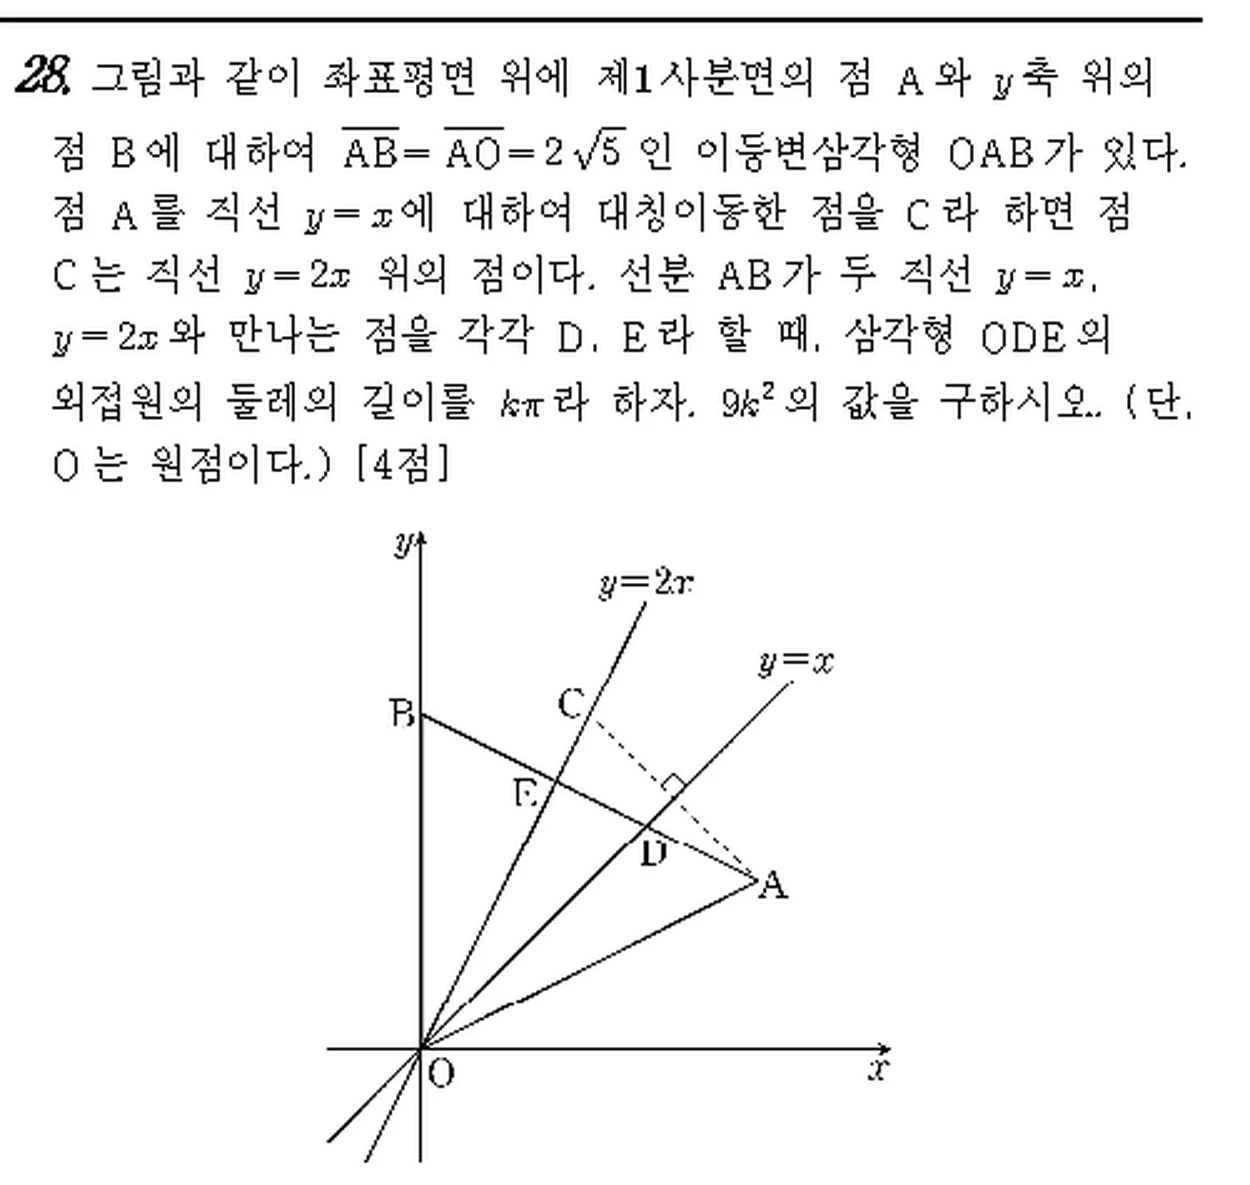 28. 그림과 같이 좌표평면 위에 제1사분면의 점 A와 y축 위의
점 B에 대하여 \overline{AB}=\overline{AO}=2√5 인 이등변삼각형 OAB가 있다.
점 A를 직선 y=x에 대하여 대칭이동한 점을 C라 하면 점
C는 직선 y=2x 위의 점이다. 선분 AB가 두 직선 y=x,
y=2x와 만나는 점을 각각 D, E라 할 때, 삼각형 ODE의
외접원의 둘레의 길이를 kπ라 하자. 9k²의 값을 구하시오. (단,
O는 원점이다.) [4점]
y
y=2x
y=x
C
B
E
D
A
O
x